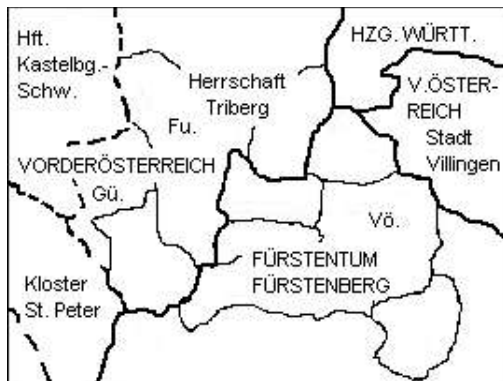 Hft.
Kastelbg.-
Schw.
HZG. WÜRTT.
Herrschaft
Triberg
V.ÖSTER-
REICH
Stadt
Villingen
Fu.
VORDERÖSTERREICH
Gü.
Vö.
Kloster
St. Peter
FÜRSTENTUM
FÜRSTENBERG